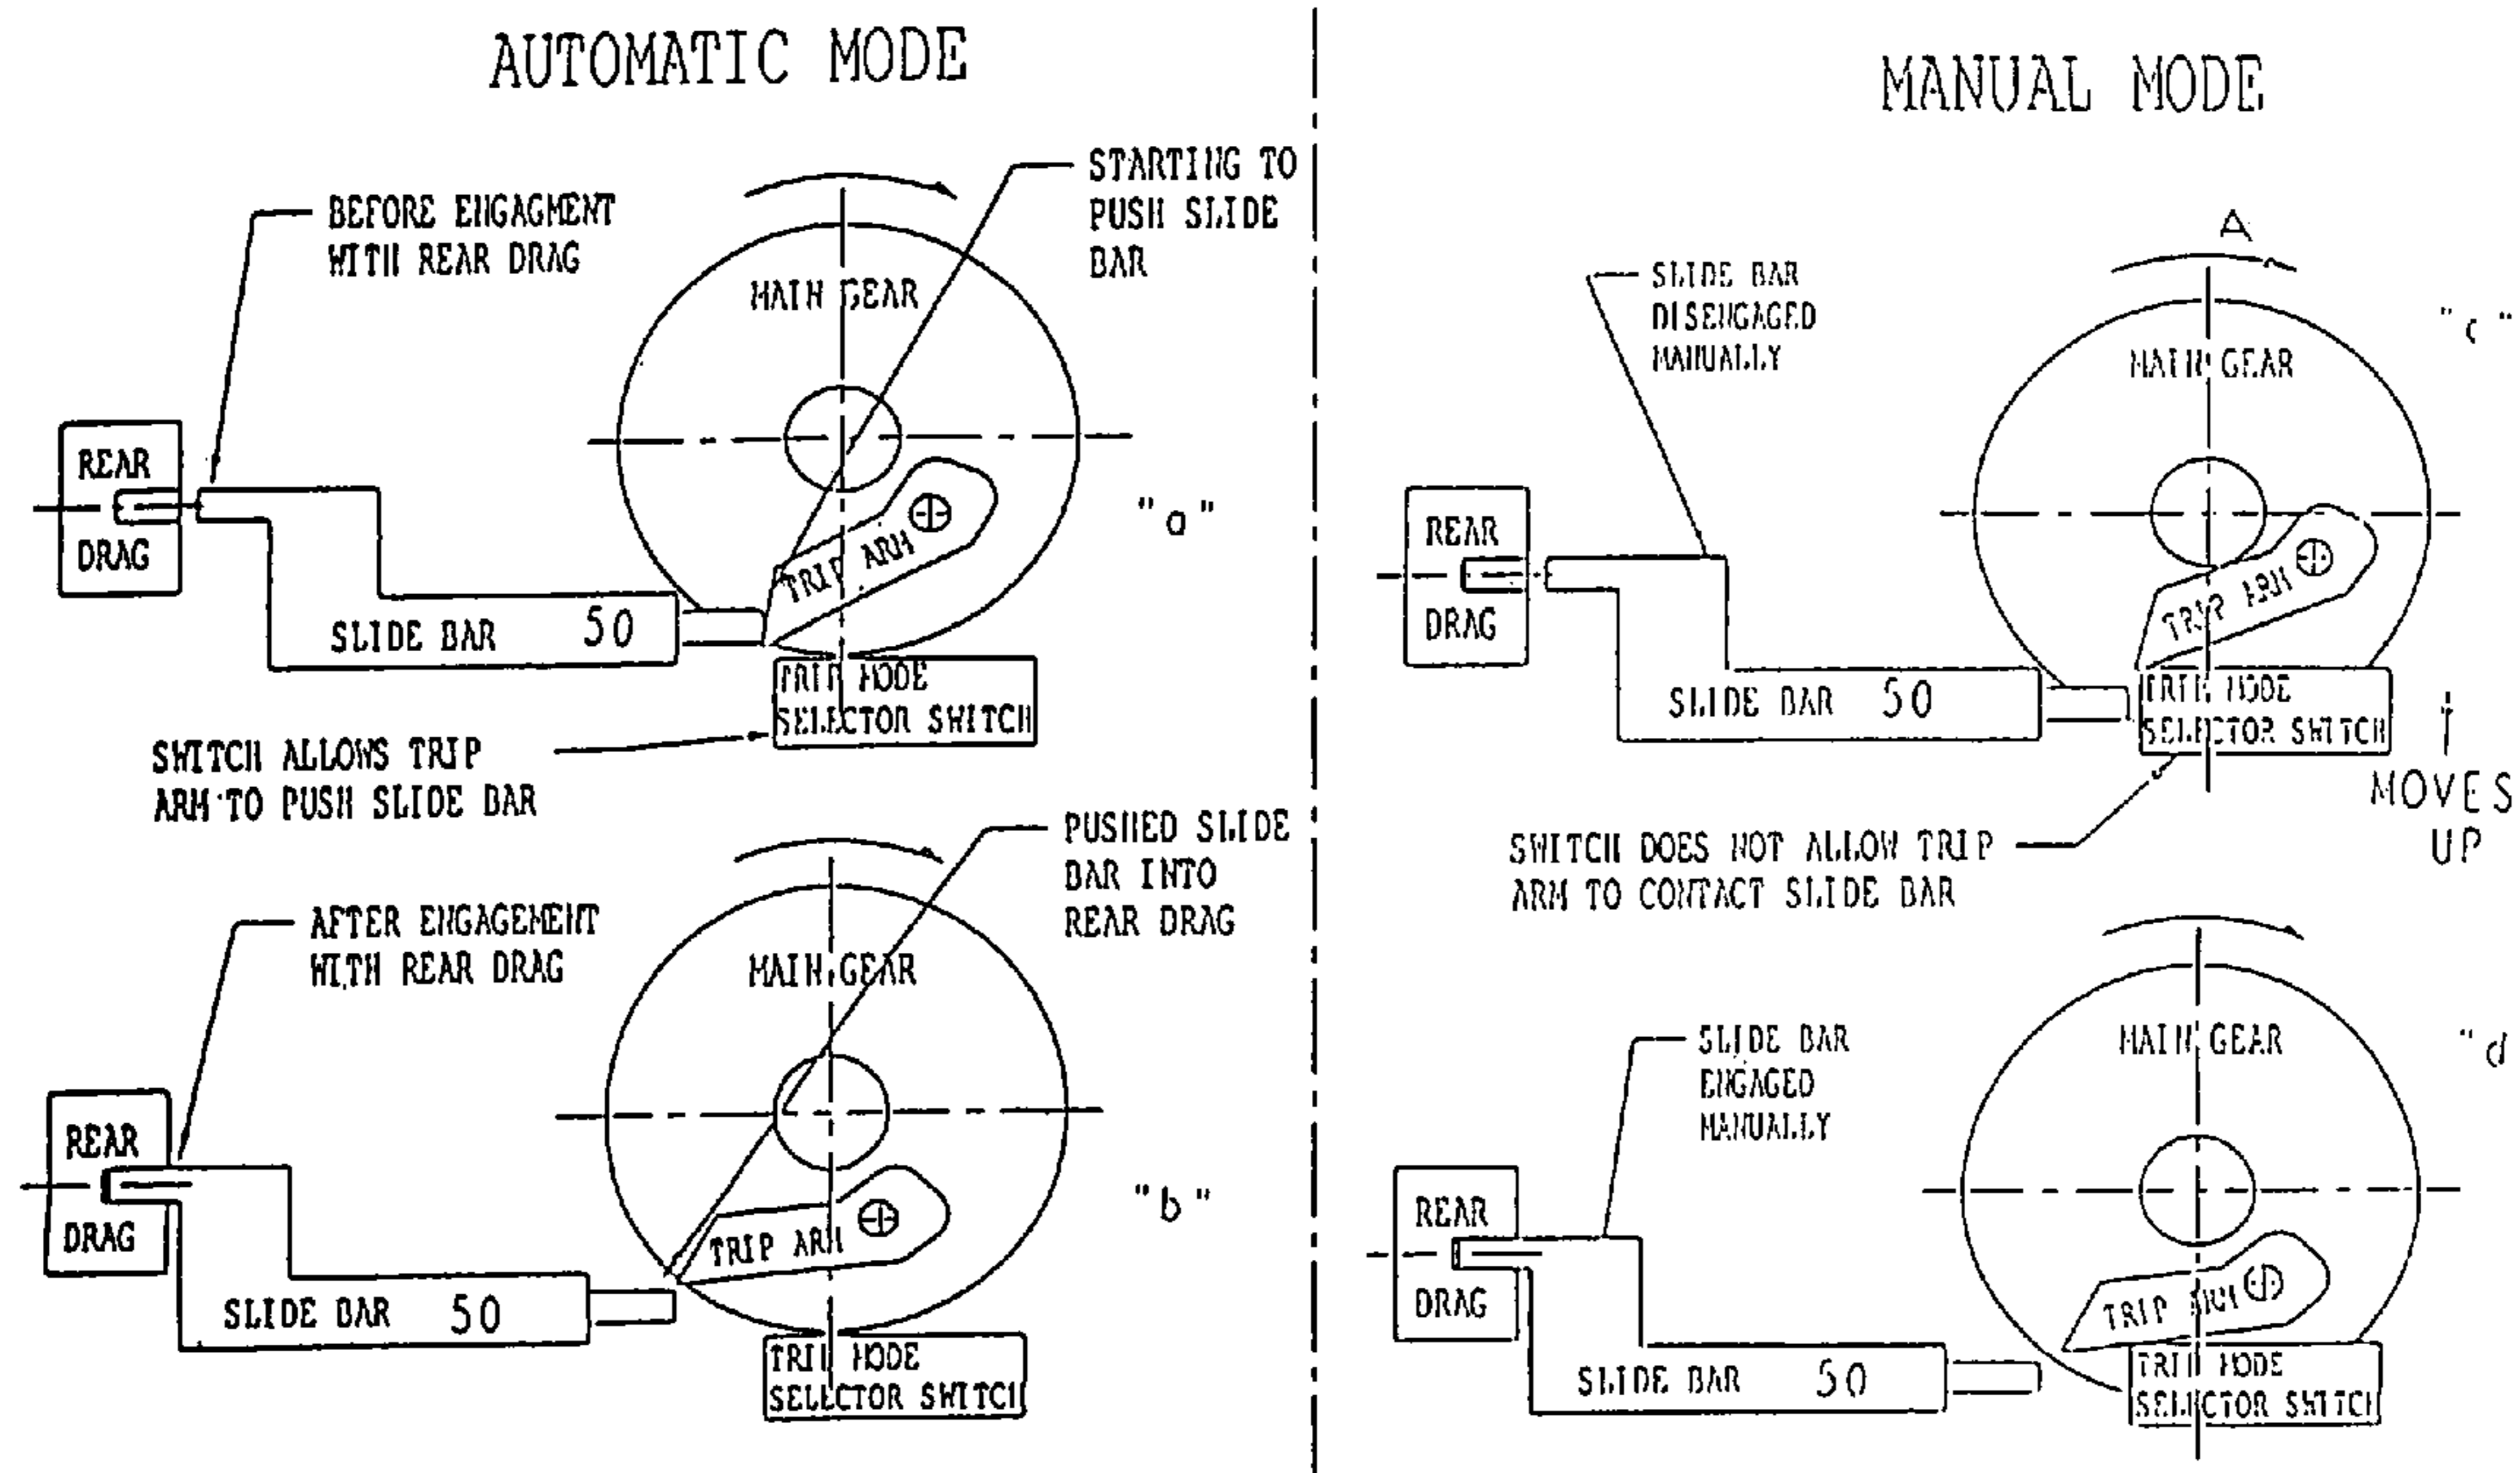 AUTOMATIC MODE
BEFORE ENGAGMENT
WITH REAR DRAG
STARTING TO
PUSH SLIDE
BAR
MAIN GEAR
REAR
DRAG
TRIP ARM
"a"
SLIDE BAR 50
TRIP MODE
SELECTOR SWITCH
SWITCH ALLOWS TRIP
ARM TO PUSH SLIDE BAR
AFTER ENGAGEMENT
WITH REAR DRAG
PUSHED SLIDE
BAR INTO
REAR DRAG
MAIN GEAR
REAR
DRAG
TRIP ARM
"b"
SLIDE BAR 50
TRIP MODE
SELECTOR SWITCH
MANUAL MODE
SLIDE BAR
DISENGAGED
MANUALLY
A
"c"
MAIN GEAR
REAR
DRAG
TRIP ARM
SLIDE BAR 50
TRIP MODE
SELECTOR SWITCH
MOVES
UP
SWITCH DOES NOT ALLOW TRIP
ARM TO CONTACT SLIDE BAR
SLIDE BAR
ENGAGED
MANUALLY
MAIN GEAR
"d
REAR
DRAG
TRIP ARM
SLIDE BAR 50
TRIP MODE
SELECTOR SWITCH